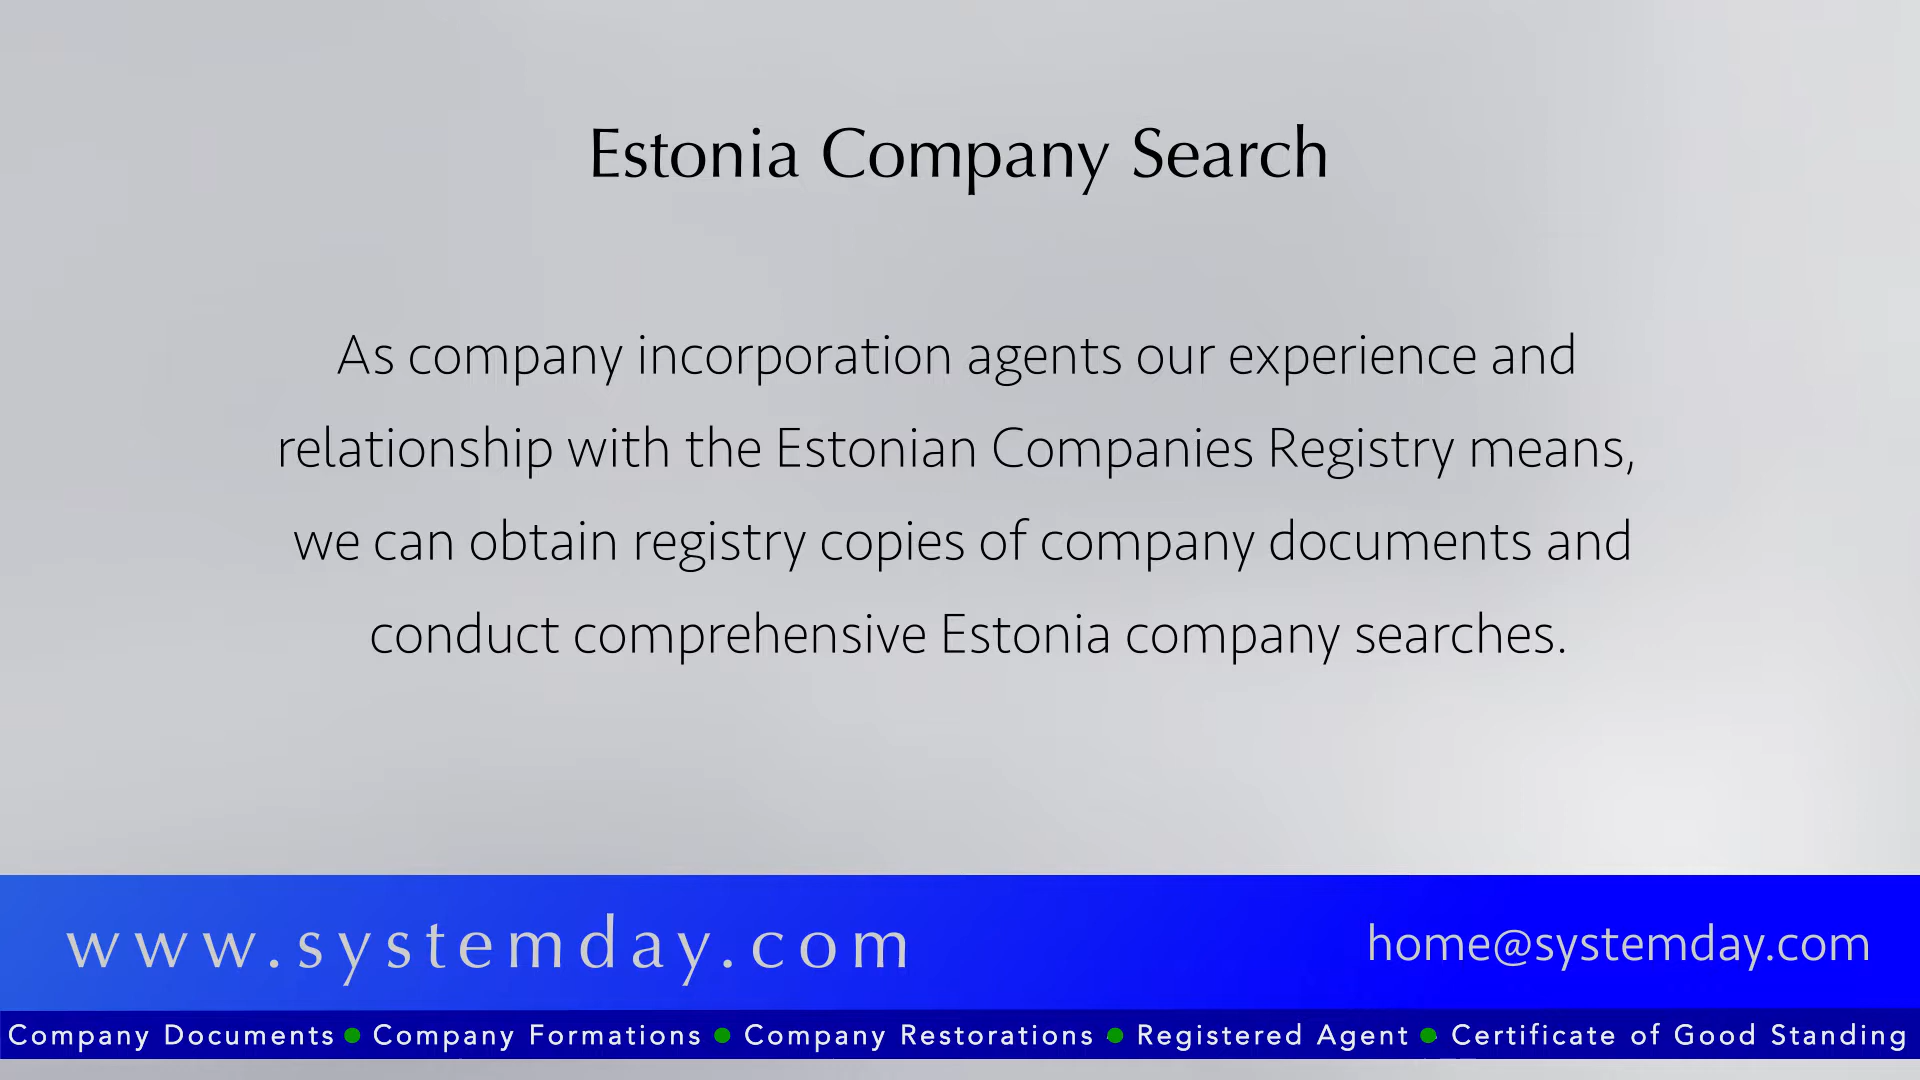 Estonia Company Search
As company incorporation agents our experience and
relationship with the Estonian Companies Registry means,
we can obtain registry copies of company documents and
conduct comprehensive Estonia company searches.
www.systemday.com
home@systemday.com
Company Documents ● Company Formations ● Company Restorations ● Registered Agent ● Certificate of Good Standing